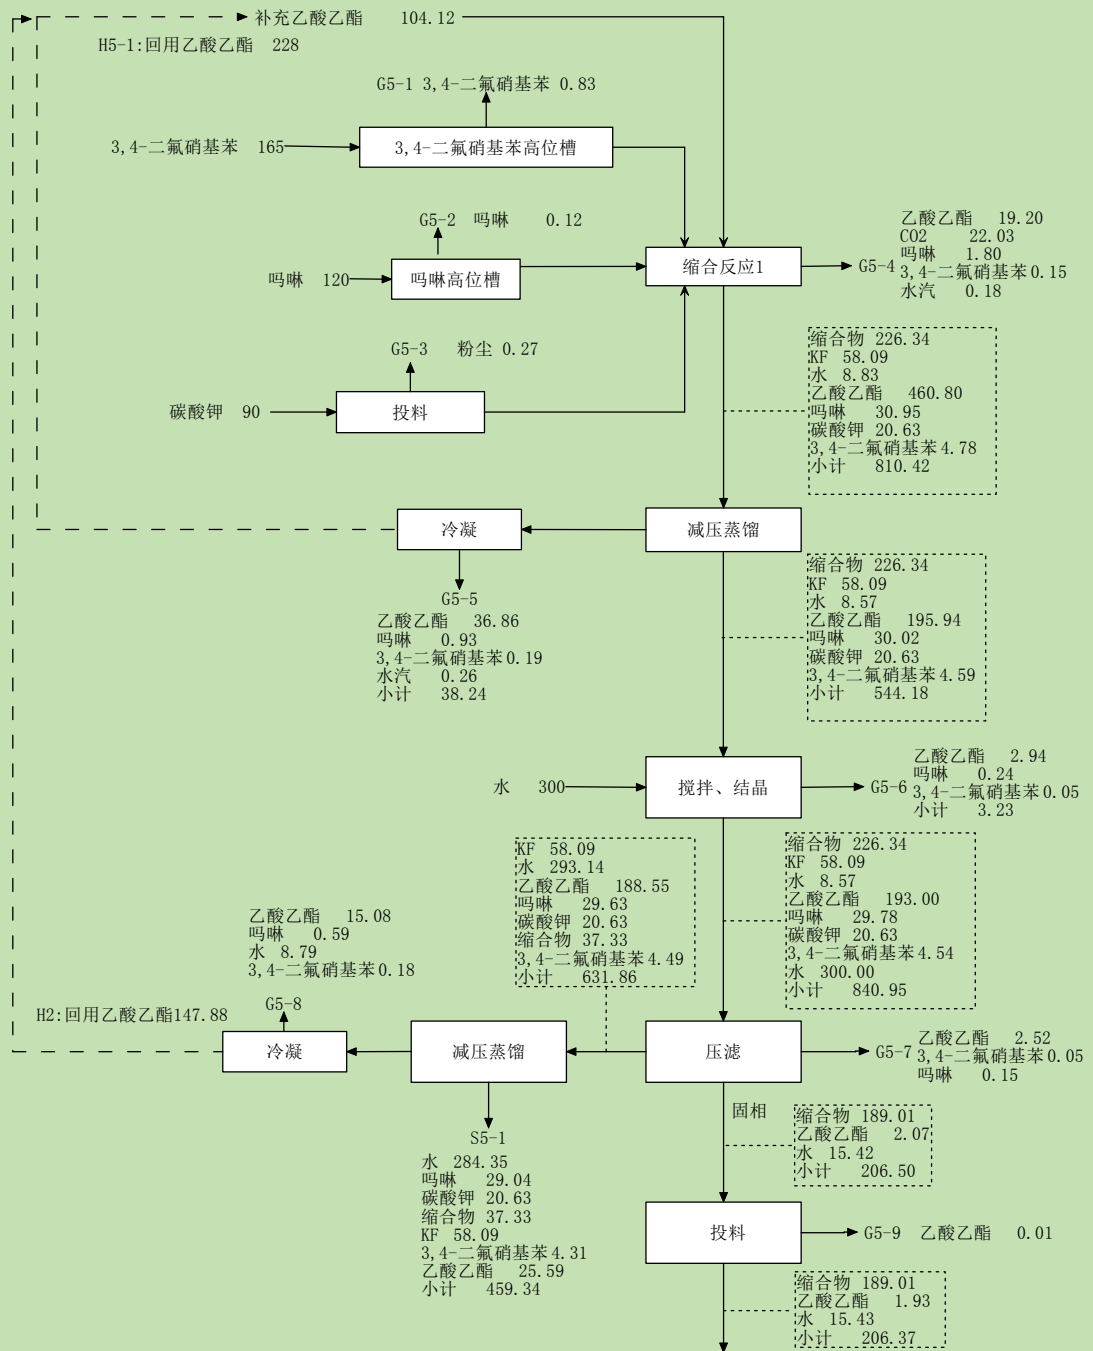 补充乙酸乙酯 104.12
H5-1:回用乙酸乙酯 228
G5-1 3,4-二氟硝基苯 0.83
3,4-二氟硝基苯 165
3,4-二氟硝基苯高位槽
G5-2 吗啉 0.12
吗啉 120
吗啉高位槽
缩合反应1
G5-4
乙酸乙酯 19.20
CO2 22.03
吗啉 1.80
3,4-二氟硝基苯0.15
水汽 0.18
G5-3 粉尘 0.27
碳酸钾 90
投料
缩合物 226.34
KF 58.09
水 8.83
乙酸乙酯 460.80
吗啉 30.95
碳酸钾 20.63
3,4-二氟硝基苯4.78
小计 810.42
冷凝
减压蒸馏
G5-5
乙酸乙酯 36.86
吗啉 0.93
3,4-二氟硝基苯0.19
水汽 0.26
小计 38.24
缩合物 226.34
KF 58.09
水 8.57
乙酸乙酯 195.94
吗啉 30.02
碳酸钾 20.63
3,4-二氟硝基苯4.59
小计 544.18
水 300
搅拌、结晶
G5-6
乙酸乙酯 2.94
吗啉 0.24
3,4-二氟硝基苯0.05
小计 3.23
KF 58.09
水 293.14
乙酸乙酯 188.55
吗啉 29.63
碳酸钾 20.63
缩合物 37.33
3,4-二氟硝基苯4.49
小计 631.86
缩合物 226.34
KF 58.09
水 8.57
乙酸乙酯 193.00
吗啉 29.78
碳酸钾 20.63
3,4-二氟硝基苯4.54
水 300.00
小计 840.95
乙酸乙酯 15.08
吗啉 0.59
水 8.79
3,4-二氟硝基苯0.18
G5-8
H2:回用乙酸乙酯147.88
冷凝
减压蒸馏
压滤
G5-7
乙酸乙酯 2.52
3,4-二氟硝基苯0.05
吗啉 0.15
S5-1
水 284.35
吗啉 29.04
碳酸钾 20.63
缩合物 37.33
KF 58.09
3,4-二氟硝基苯4.31
乙酸乙酯 25.59
小计 459.34
固相
缩合物 189.01
乙酸乙酯 2.07
水 15.42
小计 206.50
投料
G5-9 乙酸乙酯 0.01
缩合物 189.01
乙酸乙酯 1.93
水 15.43
小计 206.37